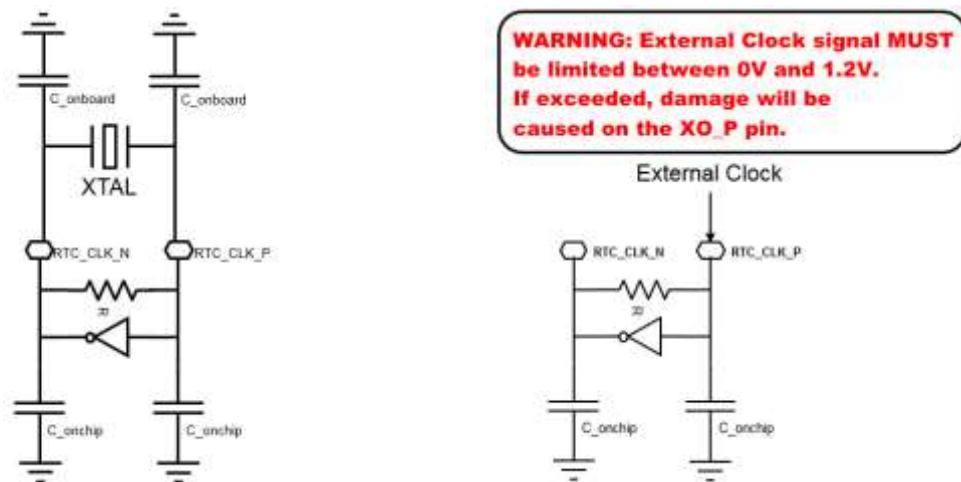 C_onboard
C_onboard
XTAL
RTC_CLK_N
RTC_CLK_P
R
C_onchip
C_onchip
WARNING: External Clock signal MUST
be limited between 0V and 1.2V.
If exceeded, damage will be
caused on the XO_P pin.
External Clock
RTC_CLK_N
RTC_CLK_P
R
C_onchip
C_onchip